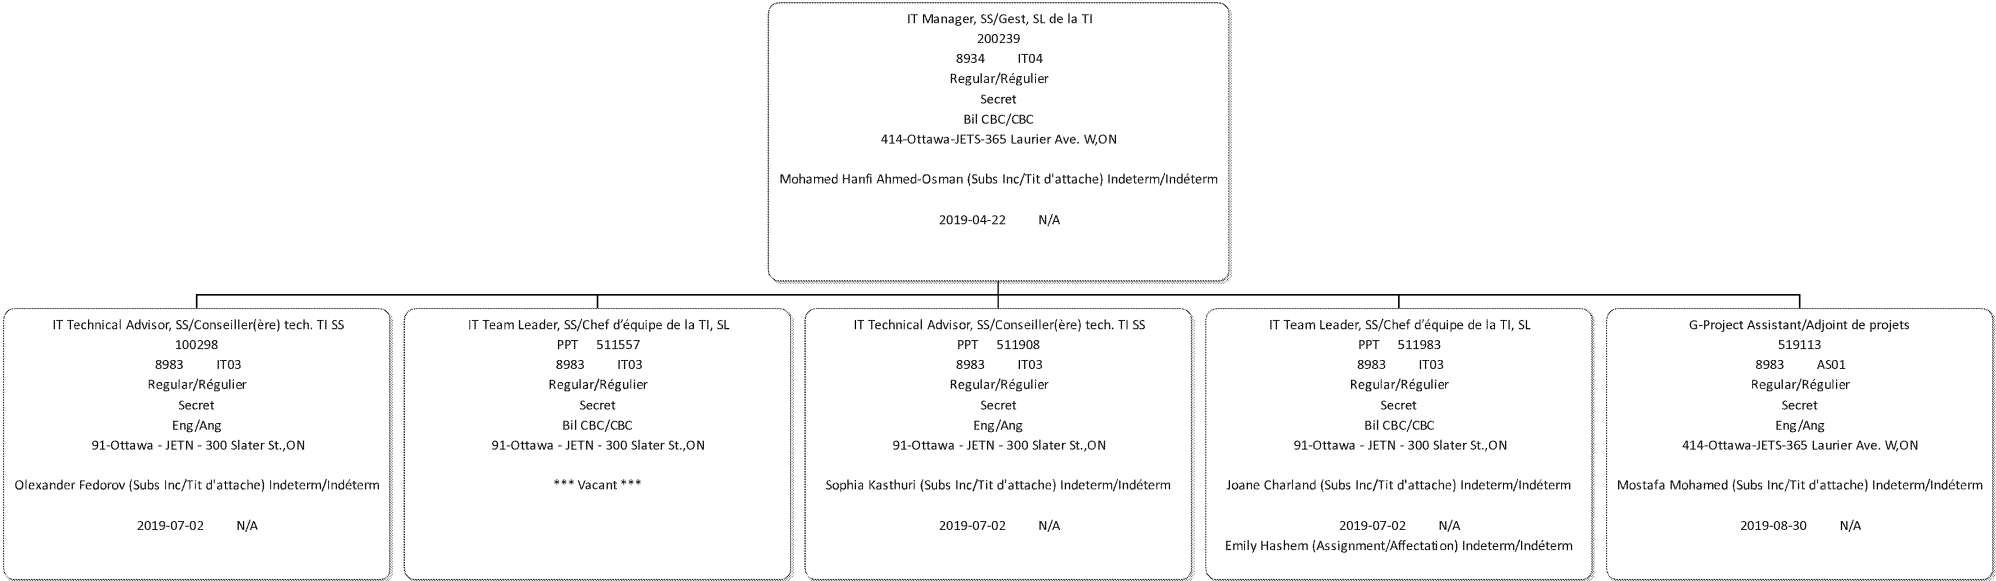 IT Manager, SS/Gest, SL de la TI
200239
8934 IT04
Regular/Régulier
Secret
Bil CBC/CBC
414-Ottawa-JETS-365 Laurier Ave. W,ON
Mohamed Hanfi Ahmed-Osman (Subs Inc/Tit d'attache) Indeterm/Indéterm
2019-04-22 N/A
IT Technical Advisor, SS/Conseiller(ère) tech. TI SS
100298
8983 IT03
Regular/Régulier
Secret
Eng/Ang
91-Ottawa - JETN - 300 Slater St.,ON
Olexander Fedorov (Subs Inc/Tit d'attache) Indeterm/Indéterm
2019-07-02 N/A
IT Team Leader, SS/Chef d’équipe de la TI, SL
PPT 511557
8983 IT03
Regular/Régulier
Secret
Bil CBC/CBC
91-Ottawa - JETN - 300 Slater St.,ON
*** Vacant ***
IT Technical Advisor, SS/Conseiller(ère) tech. TI SS
PPT 511908
8983 IT03
Regular/Régulier
Secret
Eng/Ang
91-Ottawa - JETN - 300 Slater St.,ON
Sophia Kasthuri (Subs Inc/Tit d'attache) Indeterm/Indéterm
2019-07-02 N/A
IT Team Leader, SS/Chef d’équipe de la TI, SL
PPT 511983
8983 IT03
Regular/Régulier
Secret
Bil CBC/CBC
91-Ottawa - JETN - 300 Slater St.,ON
Joane Charland (Subs Inc/Tit d'attache) Indeterm/Indéterm
2019-07-02 N/A
Emily Hashem (Assignment/Affectation) Indeterm/Indéterm
G-Project Assistant/Adjoint de projets
519113
8983 AS01
Regular/Régulier
Secret
Eng/Ang
414-Ottawa-JETS-365 Laurier Ave. W,ON
Mostafa Mohamed (Subs Inc/Tit d'attache) Indeterm/Indéterm
2019-08-30 N/A